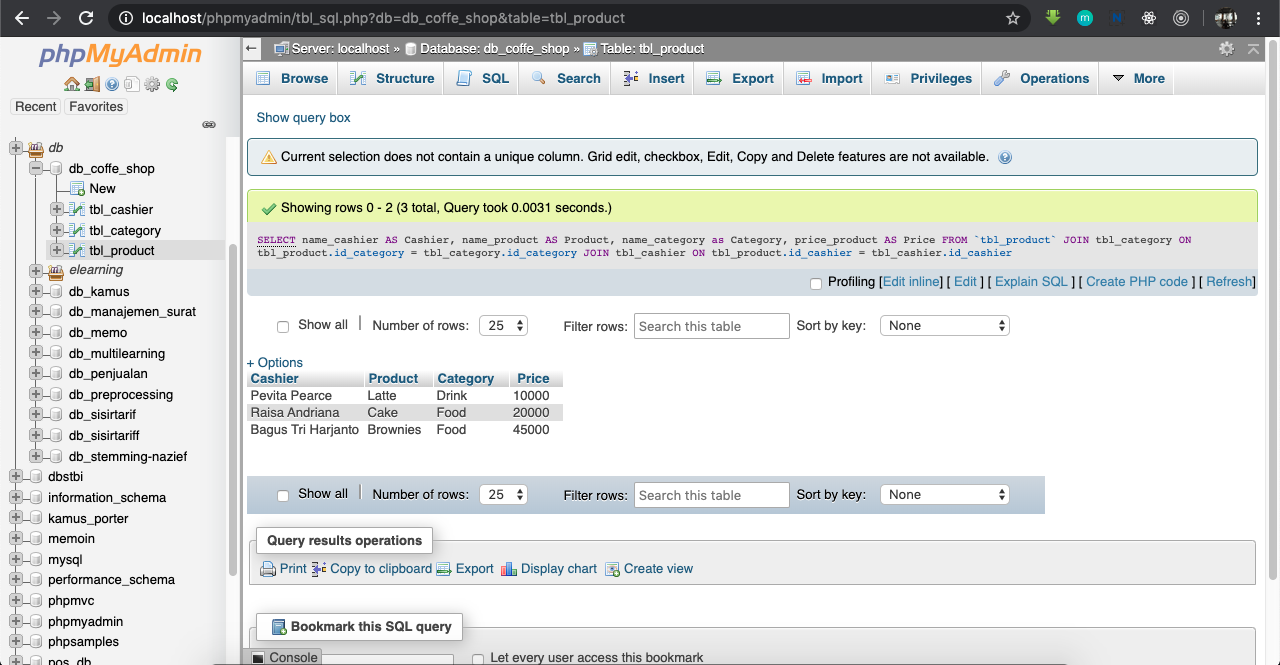 localhost/phpmyadmin/tbl_sql.php?db=db_coffe_shop&table=tbl_product
phpMyAdmin
Recent Favorites
db
db_coffe_shop
New
tbl_cashier
tbl_category
tbl_product
elearning
db_kamus
db_manajemen_surat
db_memo
db_multilearning
db_penjualan
db_preprocessing
db_sisirtarif
db_sisirtariff
db_stemming-nazief
dbstbi
information_schema
kamus_porter
memoin
mysql
performance_schema
phpmvc
phpmyadmin
phpsamples
pos_db
Server: localhost » Database: db_coffe_shop » Table: tbl_product
Browse Structure SQL Search Insert Export Import Privileges Operations More
Show query box
Current selection does not contain a unique column. Grid edit, checkbox, Edit, Copy and Delete features are not available.
Showing rows 0 - 2 (3 total, Query took 0.0031 seconds.)
SELECT name_cashier AS Cashier, name_product AS Product, name_category as Category, price_product AS Price FROM `tbl_product` JOIN tbl_category ON
tbl_product.id_category = tbl_category.id_category JOIN tbl_cashier ON tbl_product.id_cashier = tbl_cashier.id_cashier
Profiling [Edit inline] [ Edit ] [ Explain SQL ] [ Create PHP code ] [ Refresh]
Show all | Number of rows: 25 Filter rows: Search this table Sort by key: None
+ Options
Cashier Product Category Price
Pevita Pearce Latte Drink 10000
Raisa Andriana Cake Food 20000
Bagus Tri Harjanto Brownies Food 45000
Show all | Number of rows: 25 Filter rows: Search this table Sort by key: None
Query results operations
Print Copy to clipboard Export Display chart Create view
Bookmark this SQL query
Console
Let every user access this bookmark